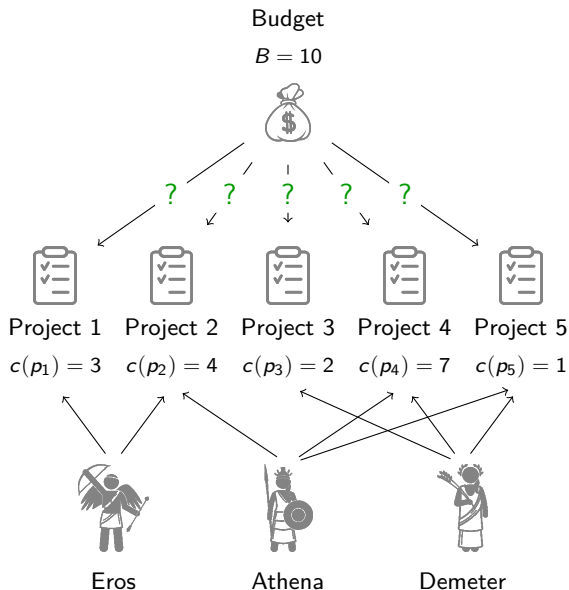 Budget
B = 10
$
? ? ? ? ?
Project 1 Project 2 Project 3 Project 4 Project 5
c(p₁) = 3 c(p₂) = 4 c(p₃) = 2 c(p₄) = 7 c(p₅) = 1
Eros Athena Demeter